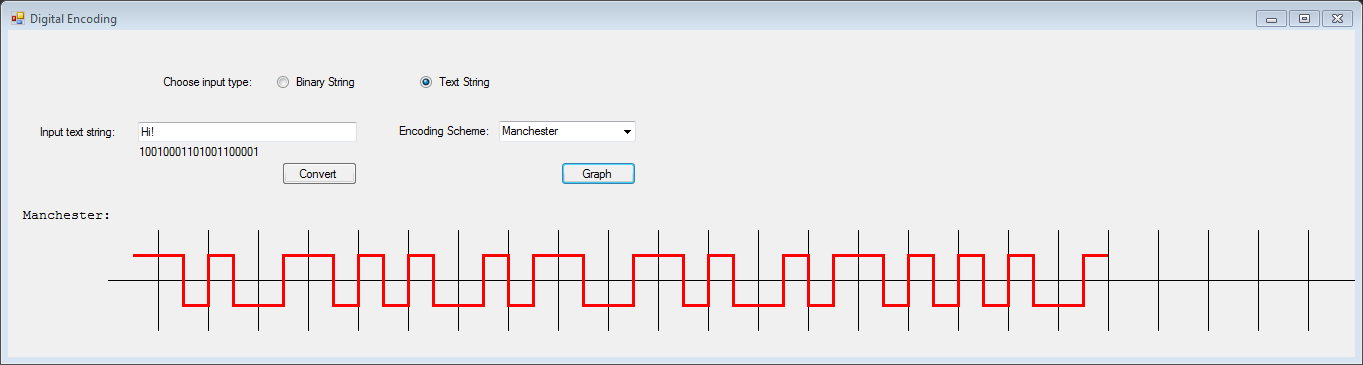 Digital Encoding
Choose input type: Binary String Text String
Input text string: Hi! Encoding Scheme: Manchester
10010001101001100001
Convert Graph
Manchester: